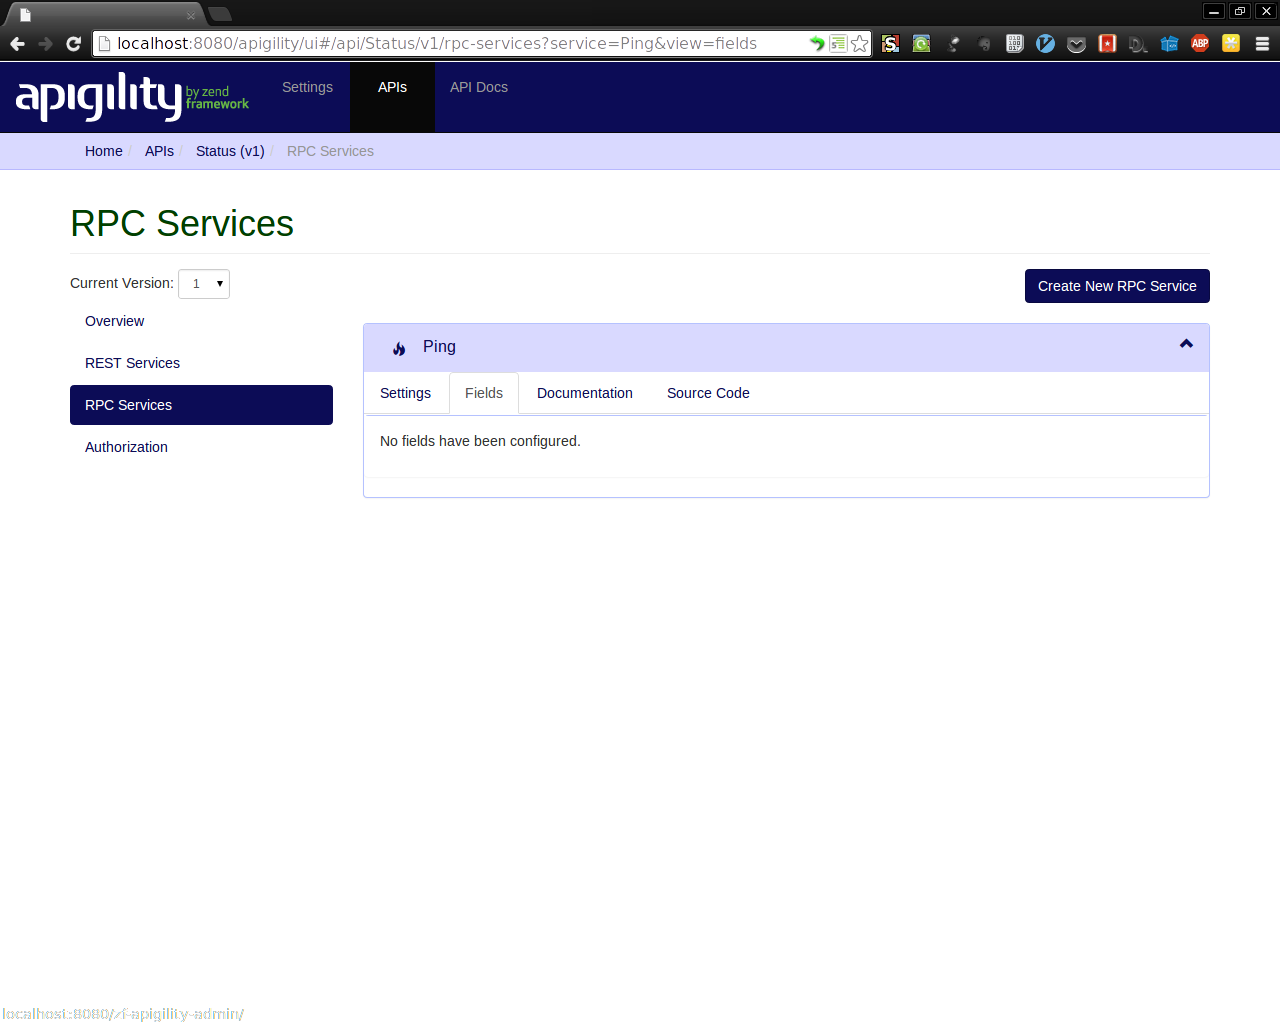 localhost:8080/apigility/ui#/api/Status/v1/rpc-services?service=Ping&view=fields
apigility by zend framework
Settings APIs API Docs
Home / APIs / Status (v1) / RPC Services
RPC Services
Current Version: 1
Create New RPC Service
Overview
REST Services
RPC Services
Authorization
Ping
Settings Fields Documentation Source Code
No fields have been configured.
localhost:8080/zf-apigility-admin/